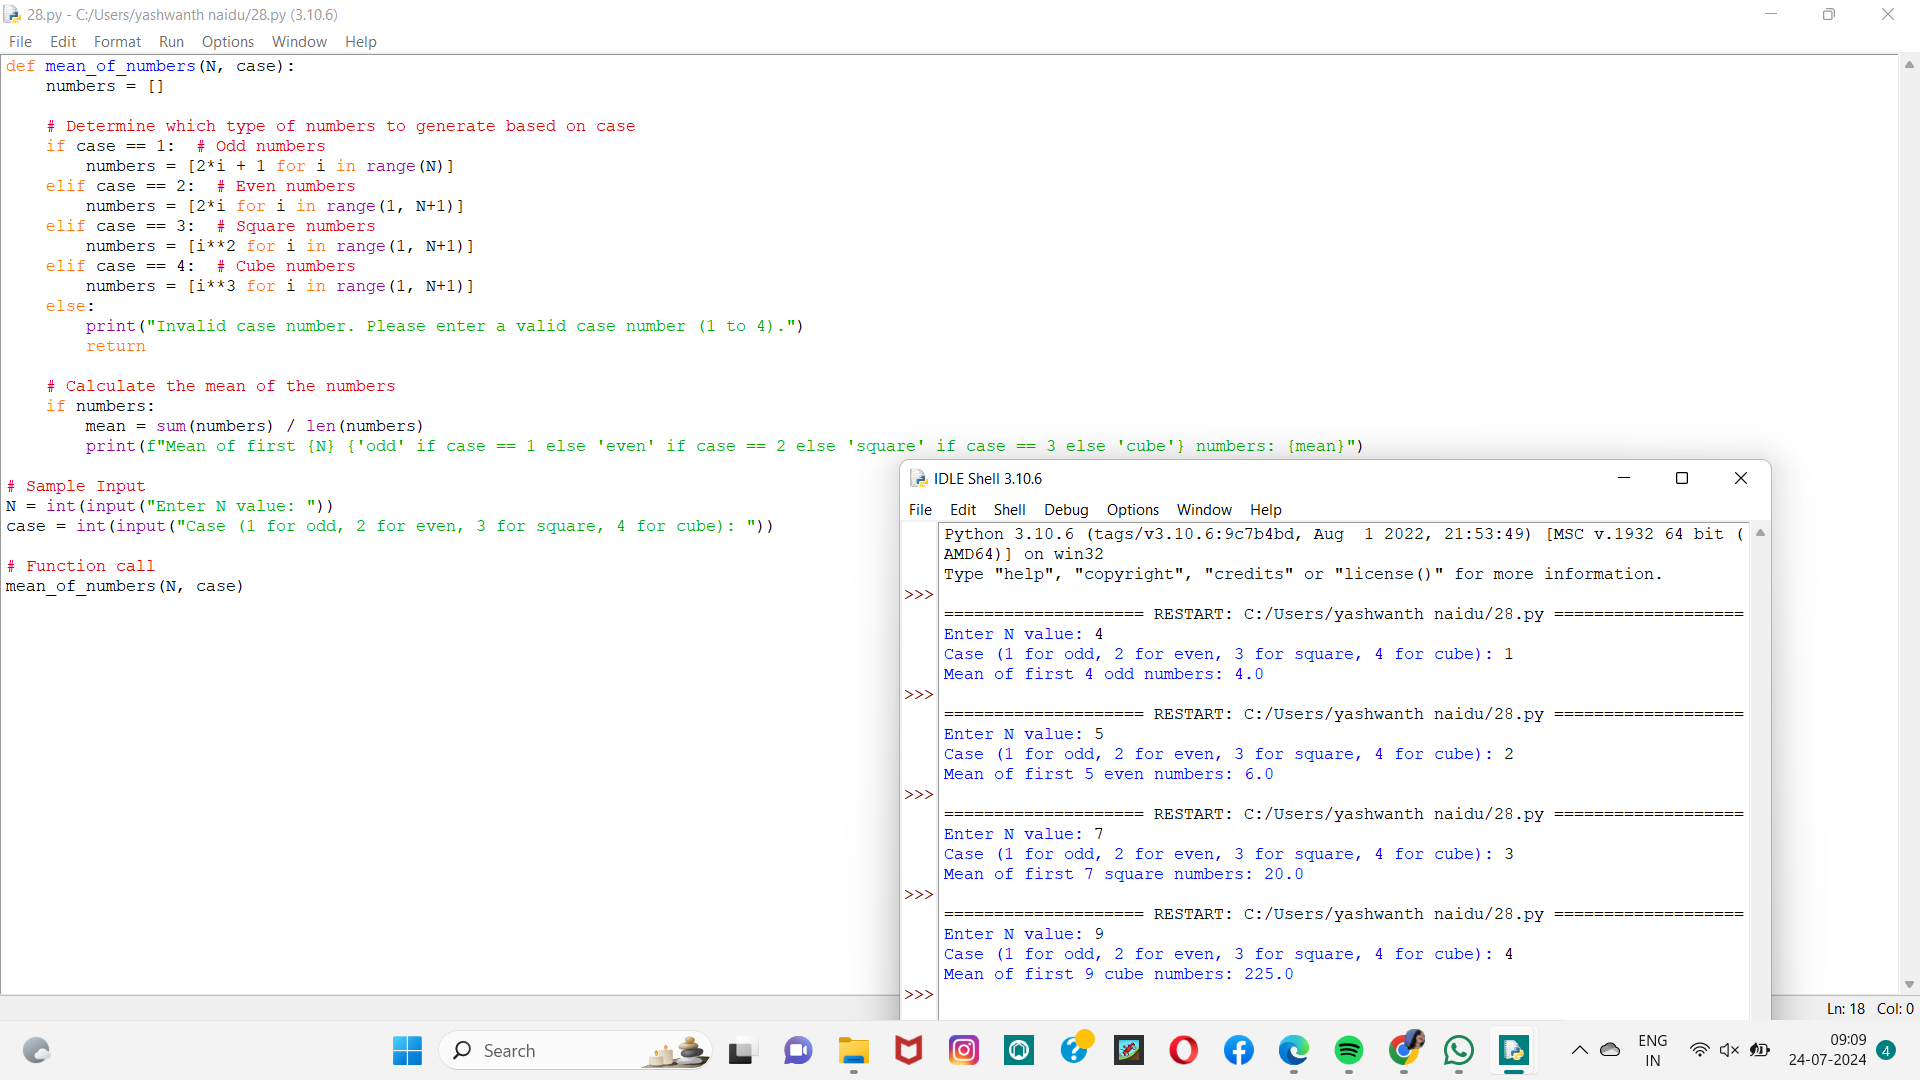 28.py - C:/Users/yashwanth naidu/28.py (3.10.6)
File Edit Format Run Options Window Help
def mean_of_numbers(N, case):
    numbers = []

    # Determine which type of numbers to generate based on case
    if case == 1:  # Odd numbers
        numbers = [2*i + 1 for i in range(N)]
    elif case == 2:  # Even numbers
        numbers = [2*i for i in range(1, N+1)]
    elif case == 3:  # Square numbers
        numbers = [i**2 for i in range(1, N+1)]
    elif case == 4:  # Cube numbers
        numbers = [i**3 for i in range(1, N+1)]
    else:
        print("Invalid case number. Please enter a valid case number (1 to 4).")
        return

    # Calculate the mean of the numbers
    if numbers:
        mean = sum(numbers) / len(numbers)
        print(f"Mean of first {N} {'odd' if case == 1 else 'even' if case == 2 else 'square' if case == 3 else 'cube'} numbers: {mean}")

# Sample Input
N = int(input("Enter N value: "))
case = int(input("Case (1 for odd, 2 for even, 3 for square, 4 for cube): "))

# Function call
mean_of_numbers(N, case)
IDLE Shell 3.10.6
File Edit Shell Debug Options Window Help
Python 3.10.6 (tags/v3.10.6:9c7b4bd, Aug  1 2022, 21:53:49) [MSC v.1932 64 bit (
AMD64)] on win32
Type "help", "copyright", "credits" or "license()" for more information.
>>>
==================== RESTART: C:/Users/yashwanth naidu/28.py ===================
Enter N value: 4
Case (1 for odd, 2 for even, 3 for square, 4 for cube): 1
Mean of first 4 odd numbers: 4.0
>>>
==================== RESTART: C:/Users/yashwanth naidu/28.py ===================
Enter N value: 5
Case (1 for odd, 2 for even, 3 for square, 4 for cube): 2
Mean of first 5 even numbers: 6.0
>>>
==================== RESTART: C:/Users/yashwanth naidu/28.py ===================
Enter N value: 7
Case (1 for odd, 2 for even, 3 for square, 4 for cube): 3
Mean of first 7 square numbers: 20.0
>>>
==================== RESTART: C:/Users/yashwanth naidu/28.py ===================
Enter N value: 9
Case (1 for odd, 2 for even, 3 for square, 4 for cube): 4
Mean of first 9 cube numbers: 225.0
>>>
Ln: 18 Col: 0
Search
ENG
IN
09:09
24-07-2024
4